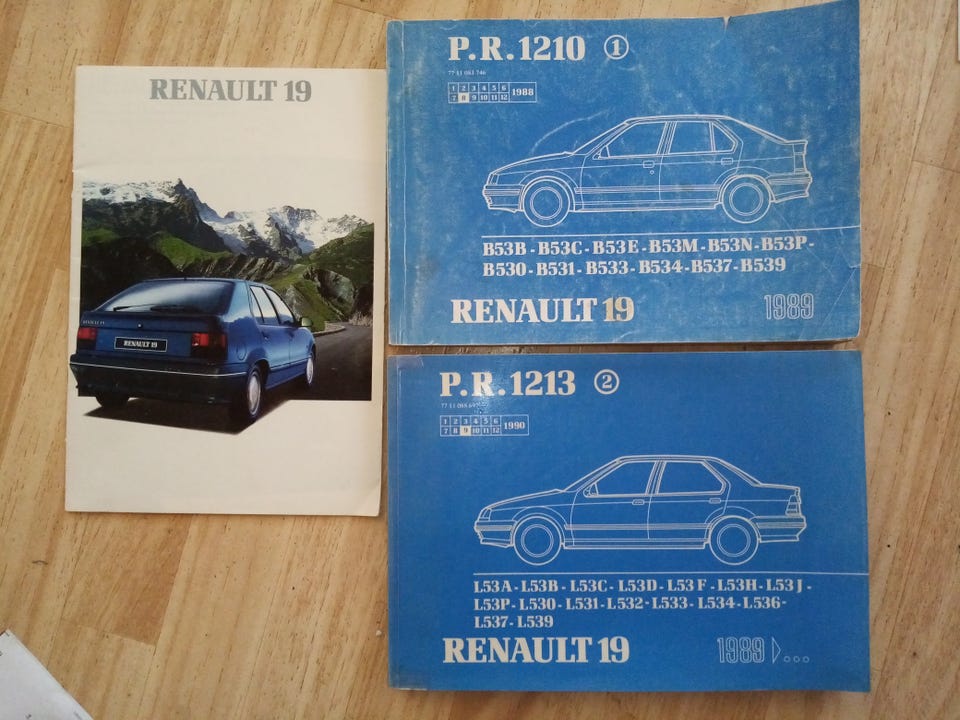 RENAULT 19
RENAULT 19
P.R.1210 ①
1 2 3 4 5 6
7 8 9 10 11 12 1988
B53B - B53C - B53E - B53M - B53N - B53P -
B530 - B531 - B533 - B534 - B537 - B539
RENAULT 19 1989
P.R.1213 ②
1 2 3 4 5 6
7 8 9 10 11 12 1990
L53A - L53B - L53C - L53D - L53F - L53H - L53J -
L53P - L530 - L531 - L532 - L533 - L534 - L536 -
L537 - L539
RENAULT 19 1989 ▷...